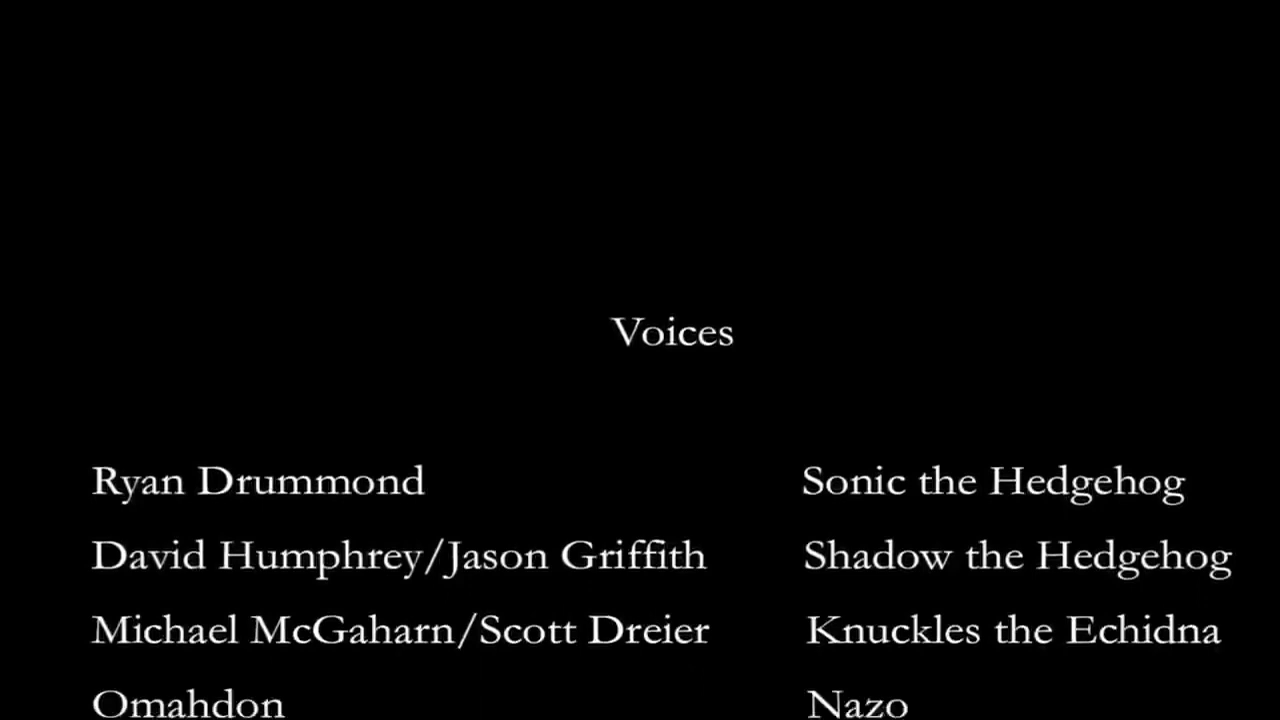 Voices
Ryan Drummond Sonic the Hedgehog
David Humphrey/Jason Griffith Shadow the Hedgehog
Michael McGaharn/Scott Dreier Knuckles the Echidna
Omahdon Nazo